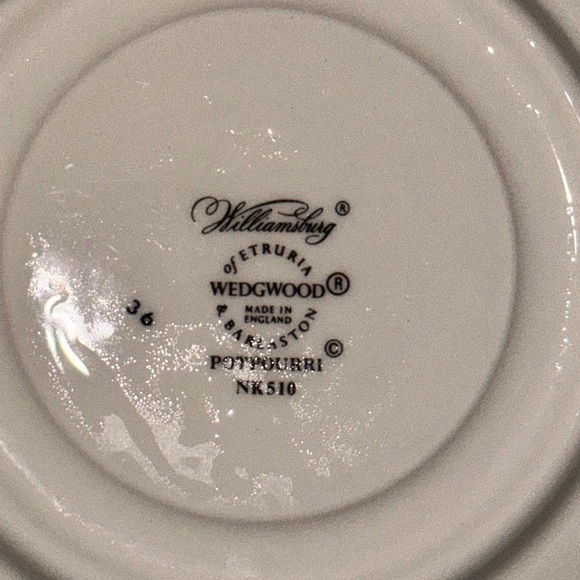 Williamsburg®
of ETRURIA
WEDGWOOD®
MADE IN
ENGLAND
& BARLASTON
36
POTPOURRI ©
NK510